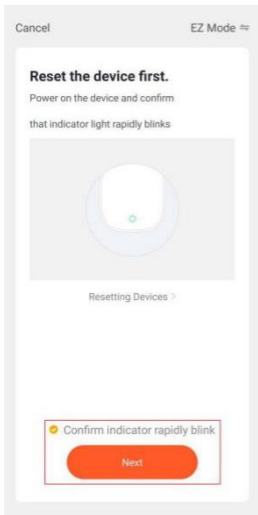 Cancel
EZ Mode ⇋
Reset the device first.
Power on the device and confirm
that indicator light rapidly blinks
Resetting Devices >
Confirm indicator rapidly blink
Next